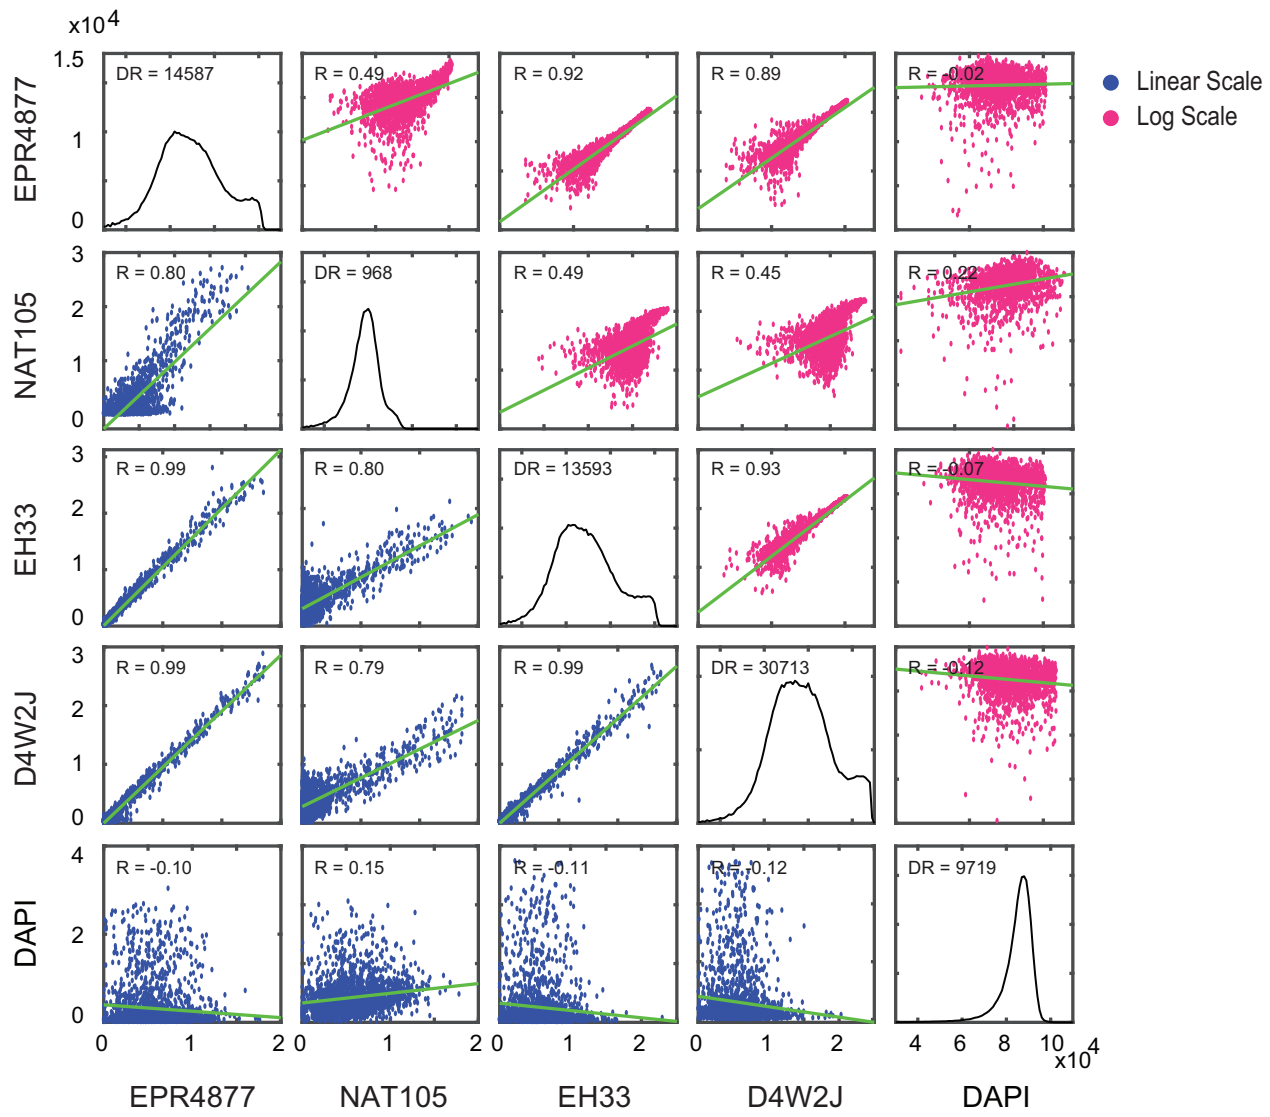 x10^4
EPR4877
1.5
1
0
DR = 14587
R = 0.49
R = 0.92
R = 0.89
R = -0.02
Linear Scale
Log Scale
NAT105
3
2
1
0
R = 0.80
DR = 968
R = 0.49
R = 0.45
R = 0.22
EH33
3
2
1
0
R = 0.99
R = 0.80
DR = 13593
R = 0.93
R = -0.07
D4W2J
3
2
1
0
R = 0.99
R = 0.79
R = 0.99
DR = 30713
R = -0.12
DAPI
4
2
0
R = -0.10
R = 0.15
R = -0.11
R = -0.12
DR = 9719
0 1 2 0 1 2 0 1 2 0 1 2 4 6 8 10
x10^4
EPR4877 NAT105 EH33 D4W2J DAPI